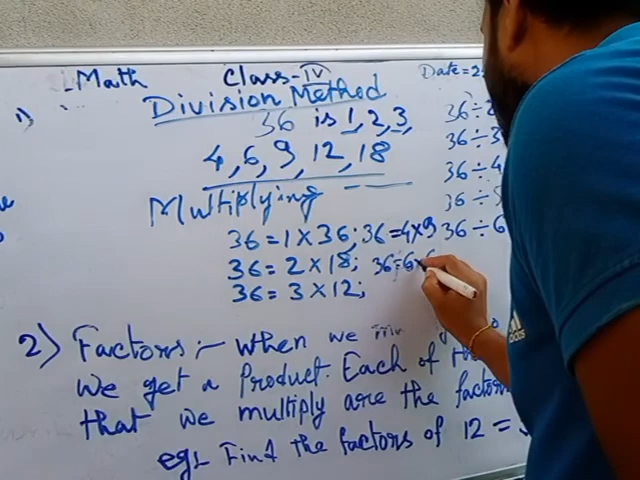 Math Class-IV Date=2
1)
Division Method
36 is 1, 2, 3, 36÷2
4, 6, 9, 12, 18 36÷3
36÷4
Multiplying 36÷5
36=1×36; 36=4×9 36÷6
36=2×18; 36=6×6
36=3×12;
2) Factors:- When we
we get a Product. Each of
that we multiply are the factors
eg:- Find the factors of 12 =
adidas